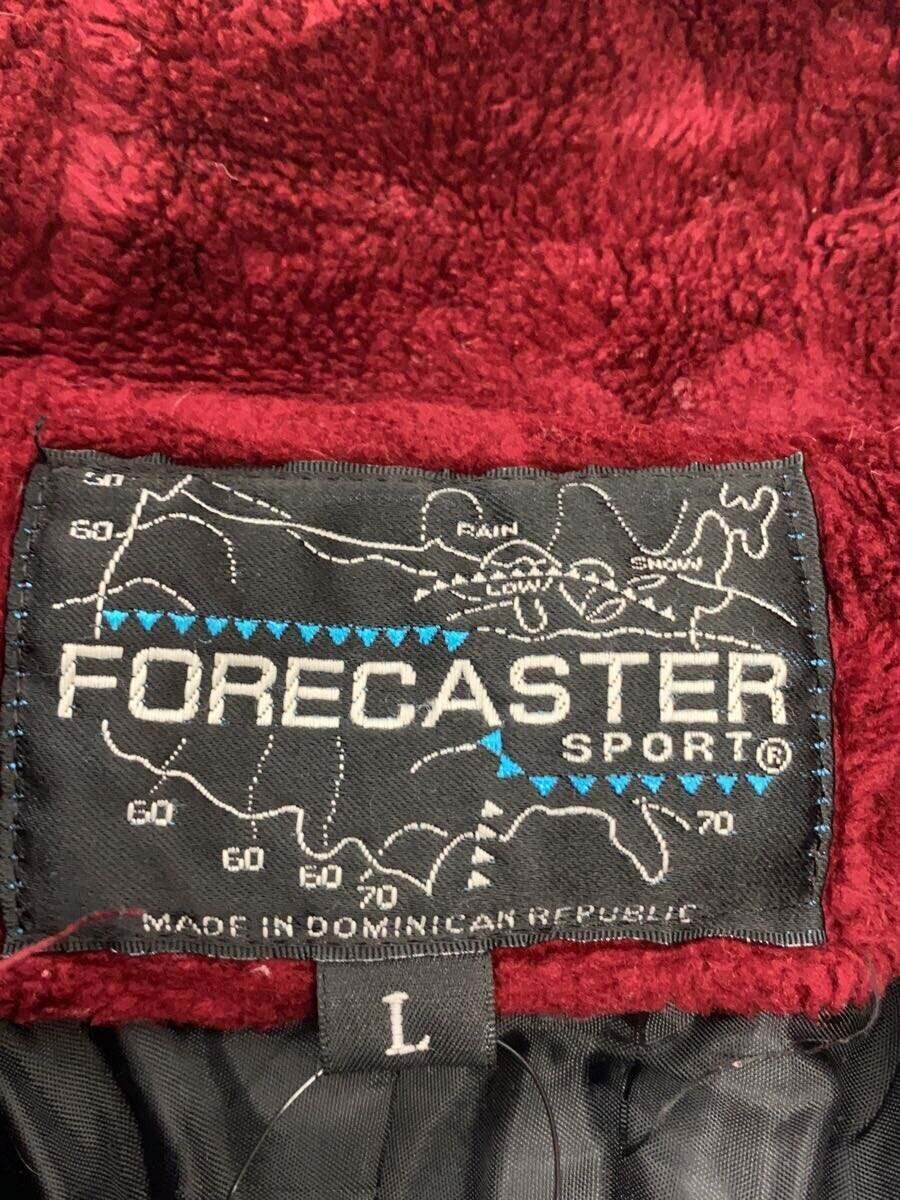 50
60
RAIN
SNOW
LOW
FORECASTER
SPORT®
60
60
60
70
70
MADE IN DOMINICAN REPUBLIC
L